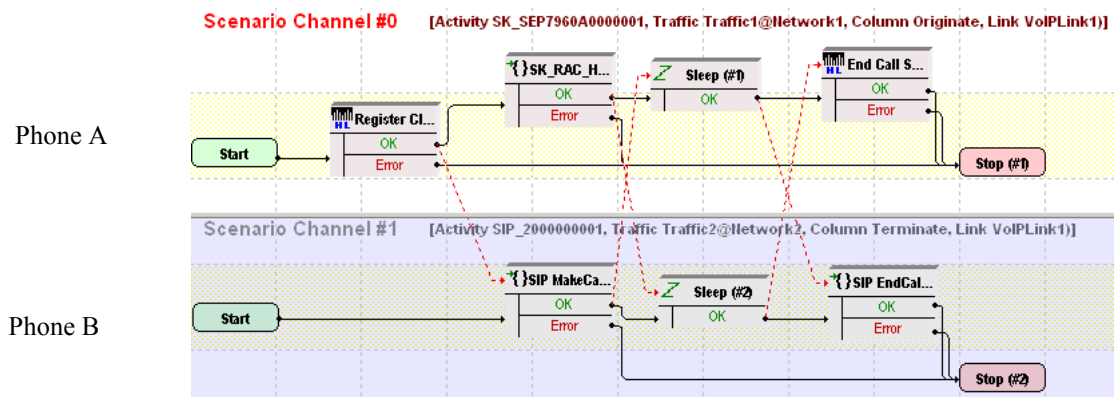 Scenario Channel #0 [Activity SK_SEP7960A0000001, Traffic Traffic1@Network1, Column Originate, Link VoIPLink1)]
{}SK_RAC_H...
OK
Error
Sleep (#1)
OK
HL End Call S...
OK
Error
Phone A
Start
HL Register Cl...
OK
Error
Stop (#1)
Scenario Channel #1 [Activity SIP_2000000001, Traffic Traffic2@Network2, Column Terminate, Link VoIPLink1)]
Phone B
Start
{}SIP MakeCa...
OK
Error
Sleep (#2)
OK
{}SIP EndCal...
OK
Error
Stop (#2)